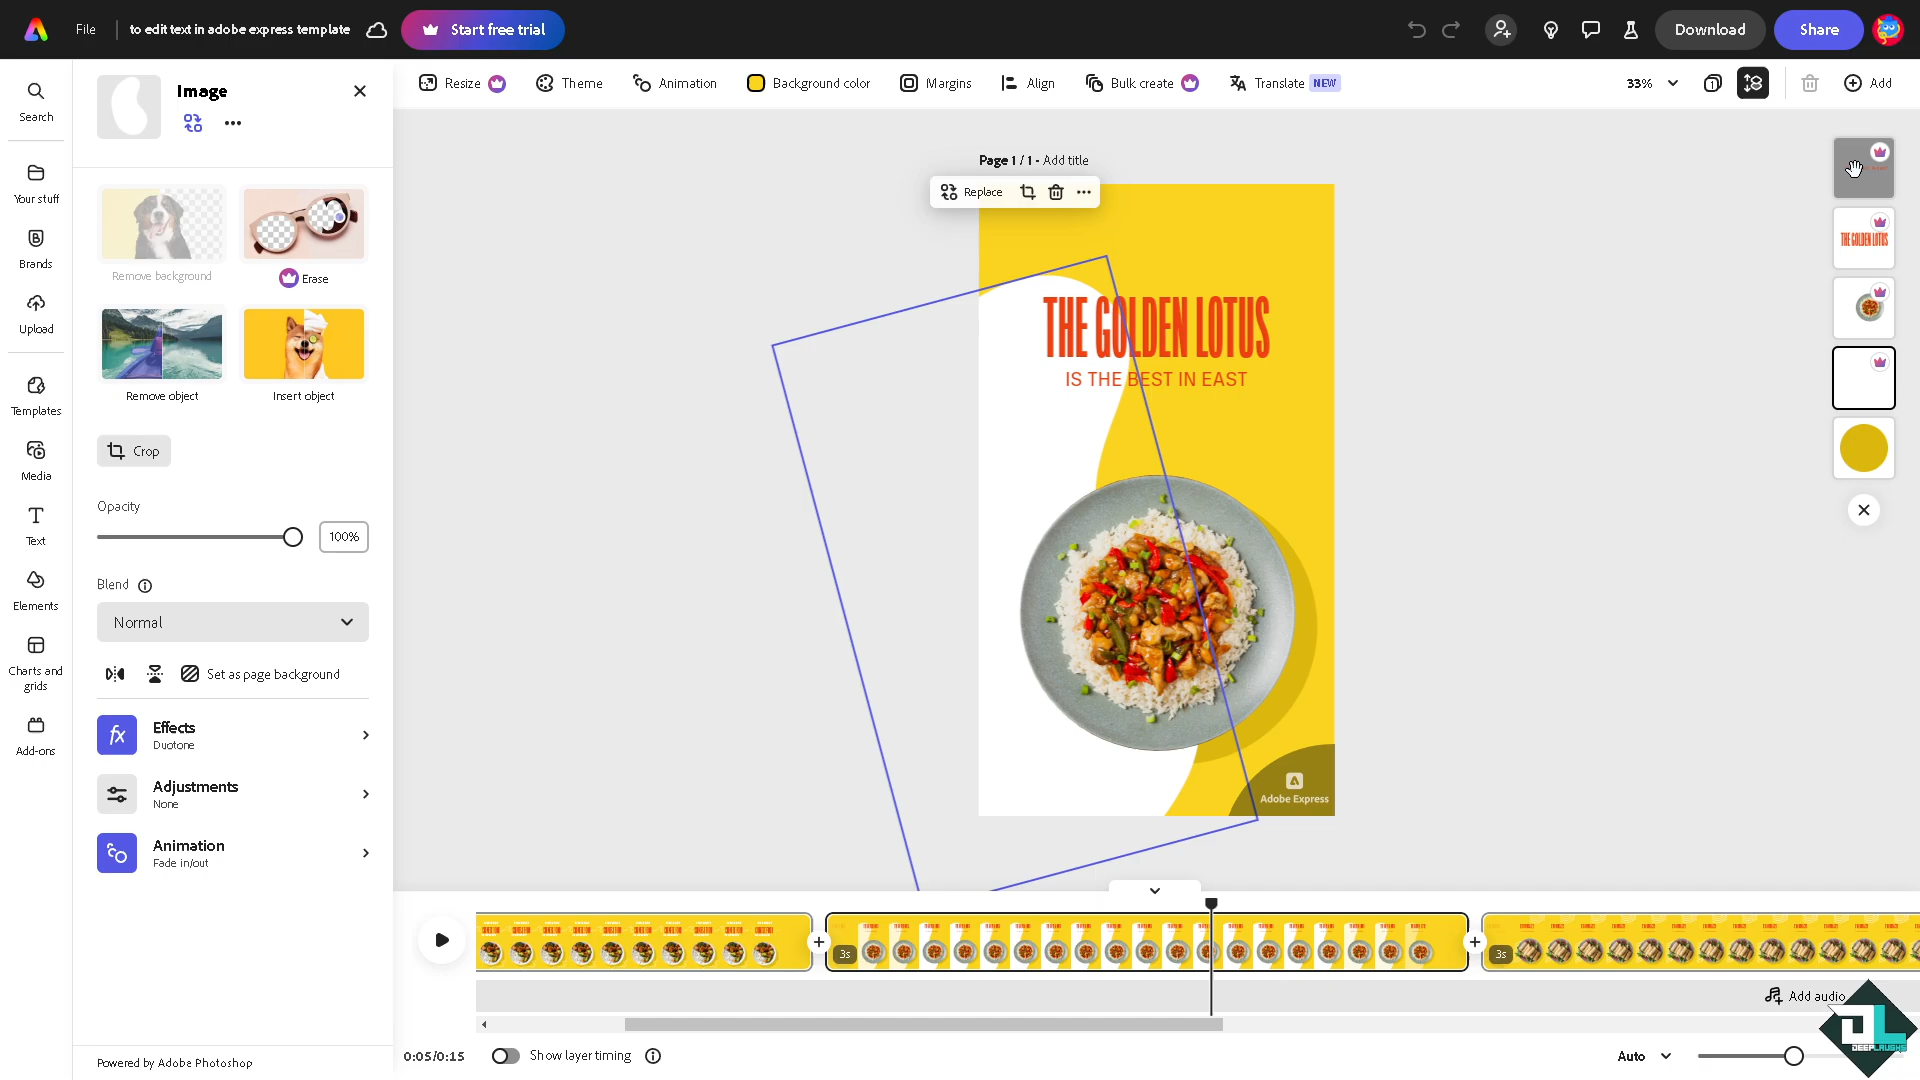 File
to edit text in adobe express template
Start free trial
Download
Share
Search
Your stuff
Brands
Upload
Templates
Media
Text
Elements
Charts and
grids
Add-ons
Image
Remove background
Erase
Remove object
Insert object
Crop
Opacity
100%
Blend
Normal
Set as page background
Effects
Duotone
Adjustments
None
Animation
Fade in/out
Powered by Adobe Photoshop
Resize
Theme
Animation
Background color
Margins
Align
Bulk create
Translate NEW
33%
1
Add
Page 1 / 1 - Add title
Replace
THE GOLDEN LOTUS
IS THE BEST IN EAST
Adobe Express
THE GOLDEN LOTUS
3s
3s
Add audio
0:05/0:15
Show layer timing
Auto
DEEPLAUGHS